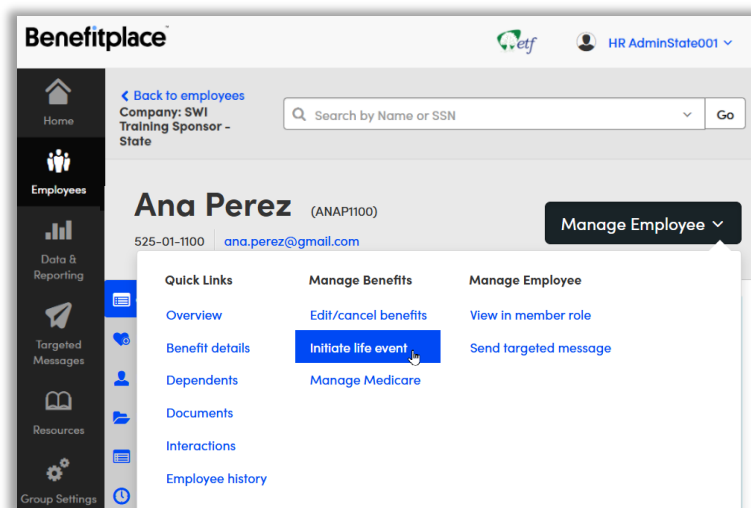 Benefitplace
etf
HR AdminState001
Home
Back to employees
Company: SWI
Training Sponsor -
State
Search by Name or SSN
Go
Employees
Ana Perez (ANAP1100)
525-01-1100 ana.perez@gmail.com
Manage Employee
Data &
Reporting
Quick Links
Overview
Benefit details
Dependents
Documents
Interactions
Employee history
Manage Benefits
Edit/cancel benefits
Initiate life event
Manage Medicare
Manage Employee
View in member role
Send targeted message
Targeted
Messages
Resources
Group Settings